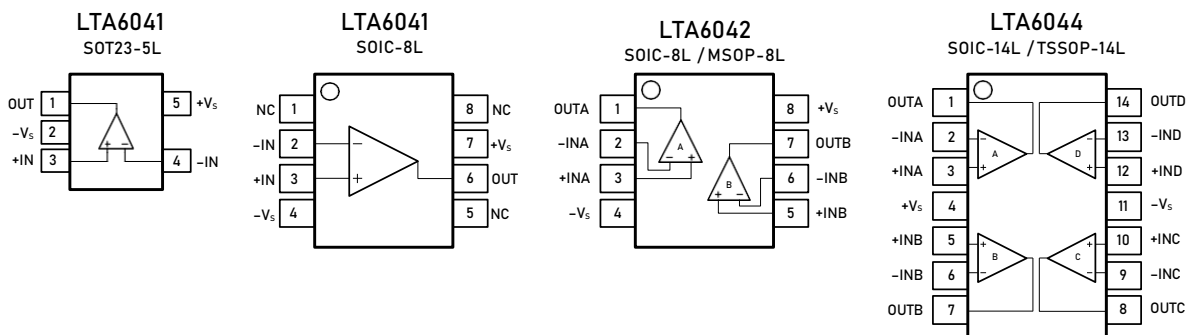 LTA6041
SOT23-5L
OUT 1 5 +Vs
−Vs 2
+IN 3 4 −IN
+ −
LTA6041
SOIC-8L
NC 1 8 NC
−IN 2 − 7 +Vs
+IN 3 + 6 OUT
−Vs 4 5 NC
LTA6042
SOIC-8L / MSOP-8L
OUTA 1 8 +Vs
−INA 2 A − + 7 OUTB
+INA 3 B + − 6 −INB
−Vs 4 5 +INB
LTA6044
SOIC-14L / TSSOP-14L
OUTA 1 14 OUTD
−INA 2 − − 13 −IND
A D
+INA 3 + + 12 +IND
+Vs 4 11 −Vs
+INB 5 + + 10 +INC
B C
−INB 6 − − 9 −INC
OUTB 7 8 OUTC